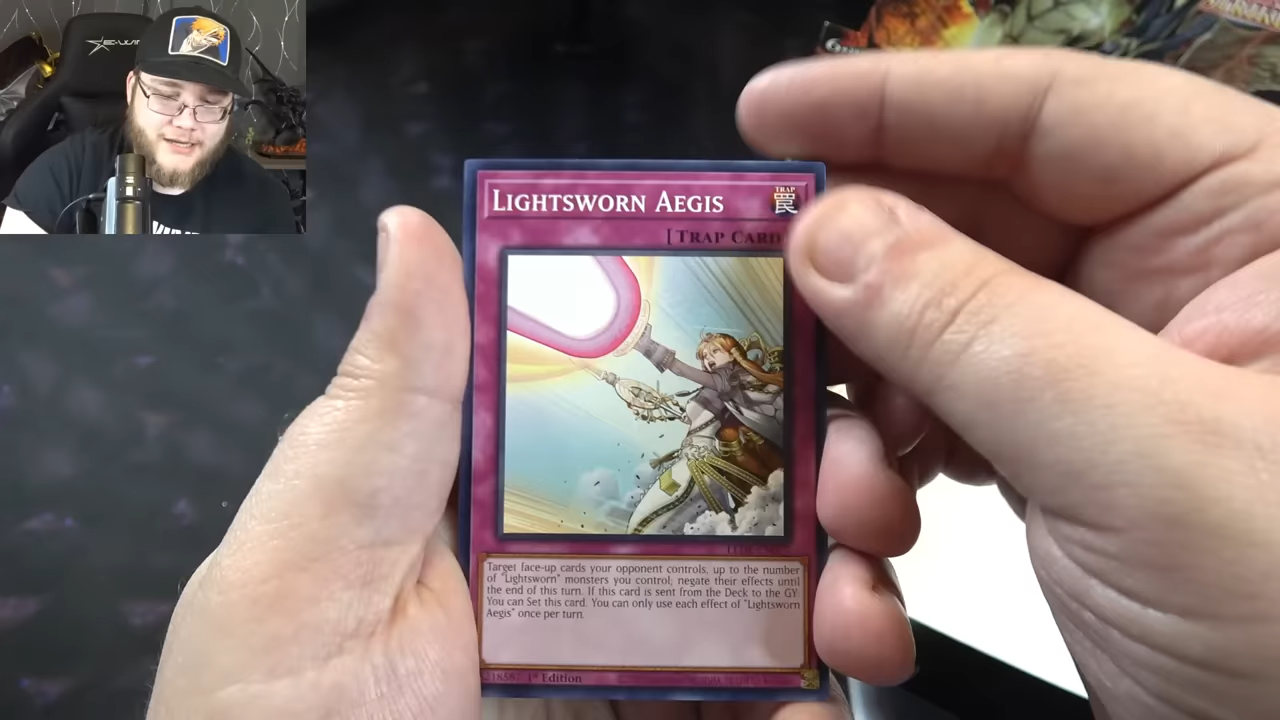 LIGHTSWORN AEGIS
TRAP
罠
[TRAP CARD
Target face-up cards your opponent controls, up to the number
of "Lightsworn" monsters you control; negate their effects until
the end of this turn. If this card is sent from the Deck to the GY:
You can Set this card. You can only use each effect of "Lightsworn
Aegis" once per turn.
1st Edition